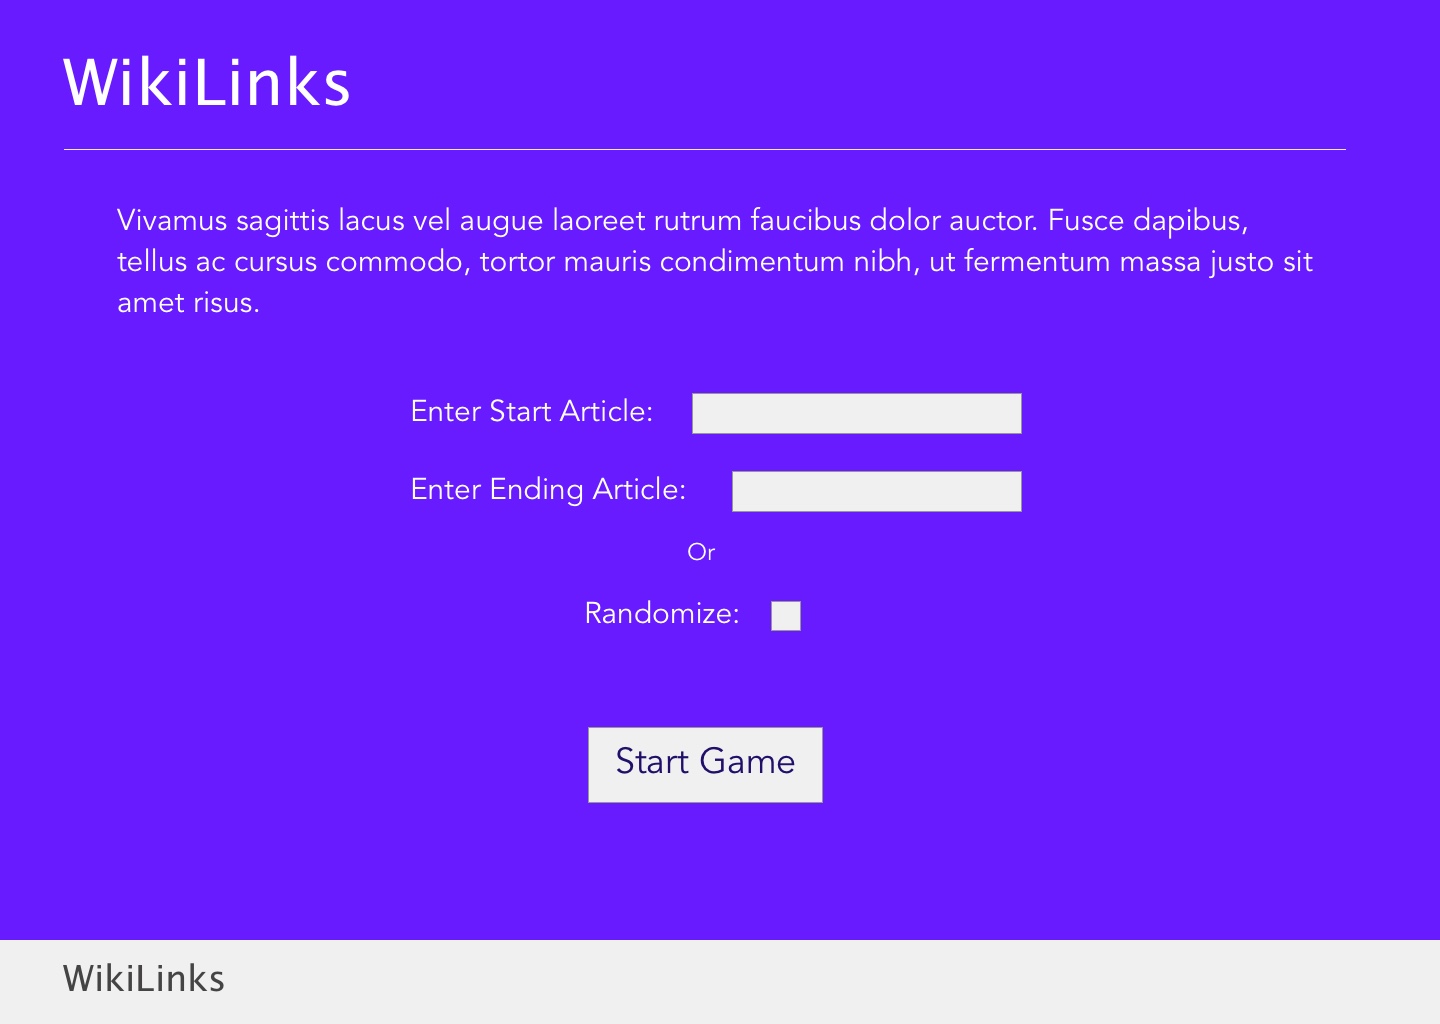 WikiLinks
Vivamus sagittis lacus vel augue laoreet rutrum faucibus dolor auctor. Fusce dapibus,
tellus ac cursus commodo, tortor mauris condimentum nibh, ut fermentum massa justo sit
amet risus.
Enter Start Article:
Enter Ending Article:
Or
Randomize:
Start Game
WikiLinks